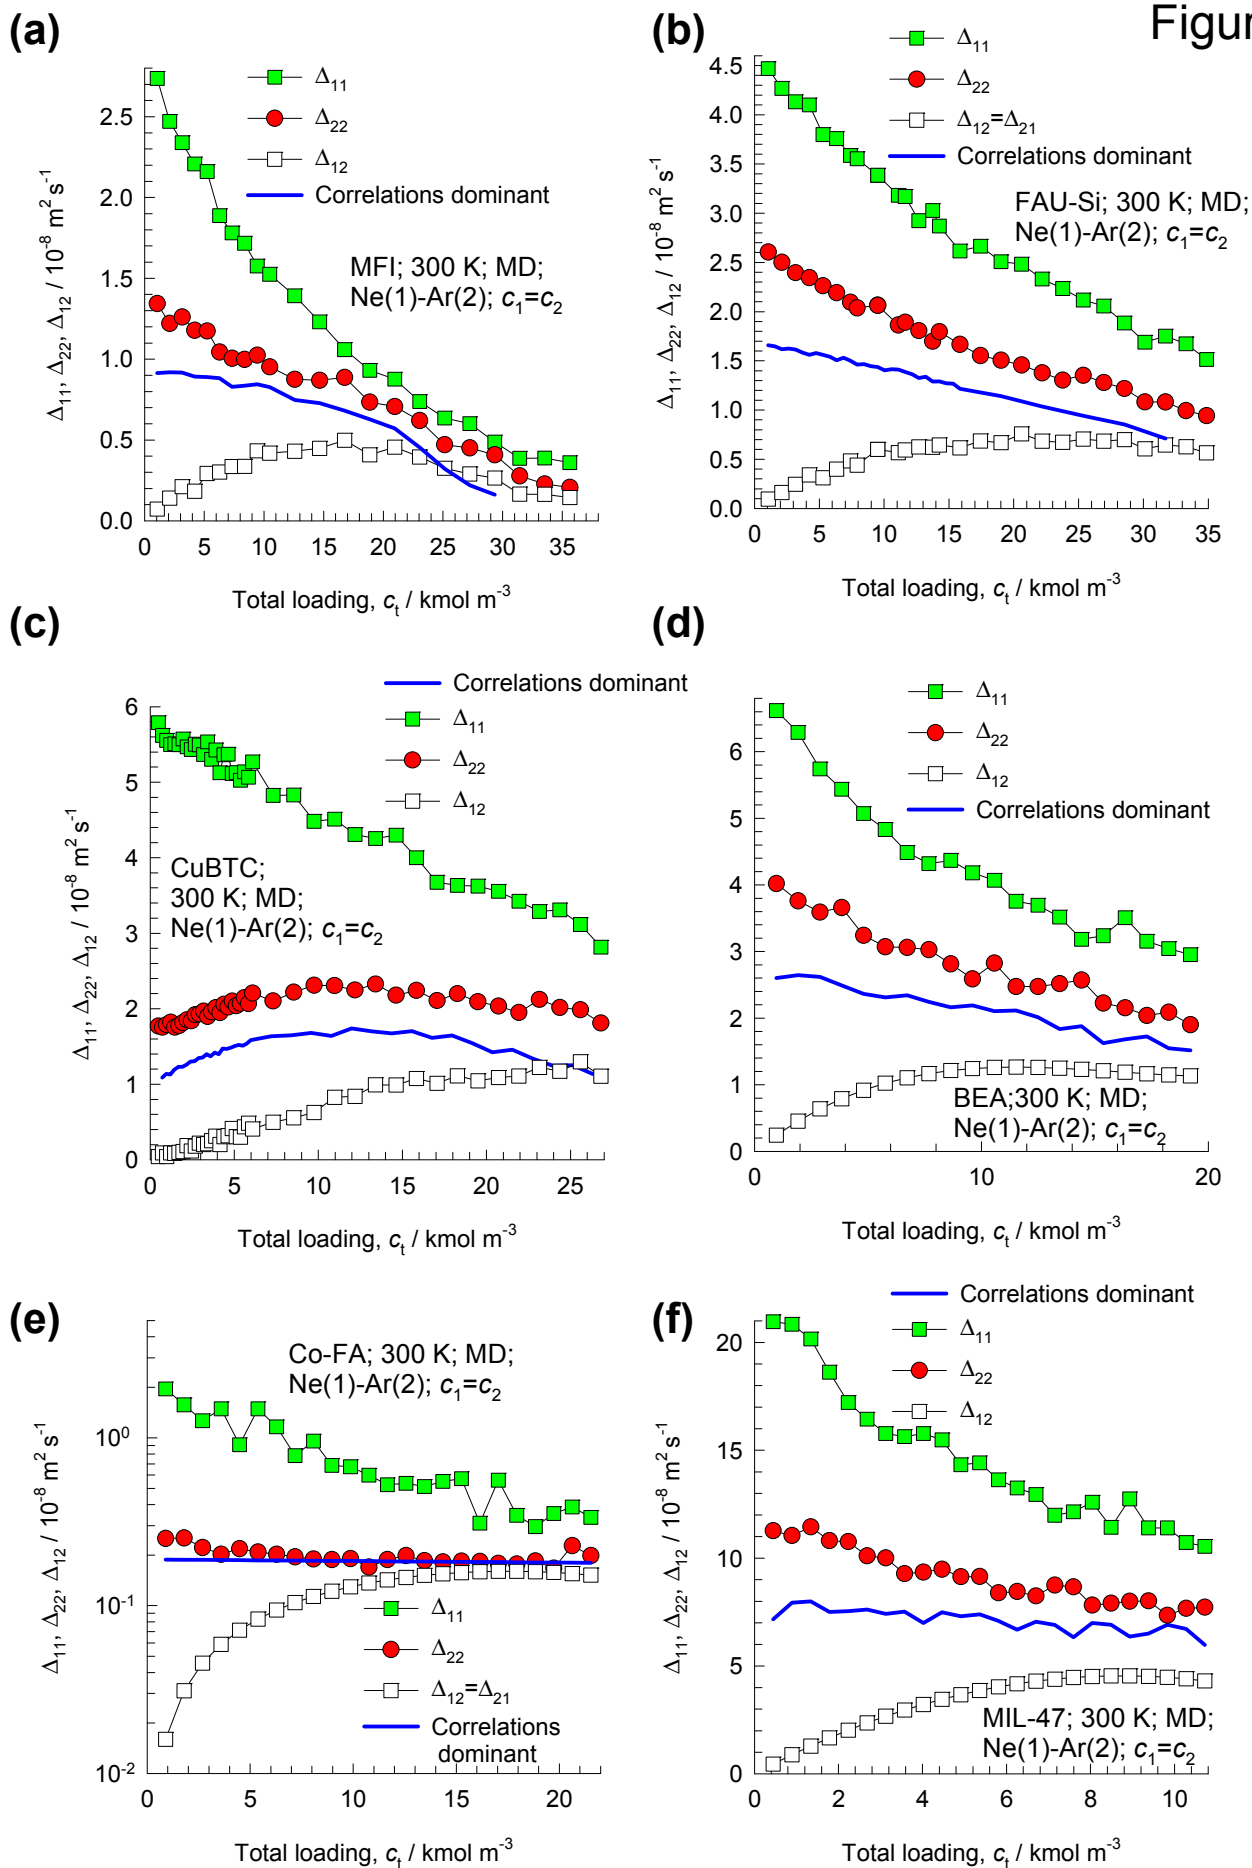 Figur
(a)
Δ11
Δ22
Δ12
Correlations dominant
MFI; 300 K; MD;
Ne(1)-Ar(2); c1=c2
Δ11, Δ22, Δ12 / 10-8 m2 s-1
2.5
2.0
1.5
1.0
0.5
0.0
0 5 10 15 20 25 30 35
Total loading, ct / kmol m-3
(b)
Δ11
Δ22
Δ12=Δ21
Correlations dominant
FAU-Si; 300 K; MD;
Ne(1)-Ar(2); c1=c2
Δ11, Δ22, Δ12 / 10-8 m2 s-1
4.5
4.0
3.5
3.0
2.5
2.0
1.5
1.0
0.5
0.0
0 5 10 15 20 25 30 35
Total loading, ct / kmol m-3
(c)
Correlations dominant
Δ11
Δ22
Δ12
CuBTC;
300 K; MD;
Ne(1)-Ar(2); c1=c2
Δ11, Δ22, Δ12 / 10-8 m2 s-1
6
5
4
3
2
1
0
0 5 10 15 20 25
Total loading, ct / kmol m-3
(d)
Δ11
Δ22
Δ12
Correlations dominant
BEA;300 K; MD;
Ne(1)-Ar(2); c1=c2
6
5
4
3
2
1
0
0 10 20
Total loading, ct / kmol m-3
(e)
Co-FA; 300 K; MD;
Ne(1)-Ar(2); c1=c2
Δ11
Δ22
Δ12=Δ21
Correlations
dominant
Δ11, Δ22, Δ12 / 10-8 m2 s-1
100
10-1
10-2
0 5 10 15 20
Total loading, ct / kmol m-3
(f)
Correlations dominant
Δ11
Δ22
Δ12
MIL-47; 300 K; MD;
Ne(1)-Ar(2); c1=c2
Δ11, Δ22, Δ12 / 10-8 m2 s-1
20
15
10
5
0
0 2 4 6 8 10
Total loading, ct / kmol m-3